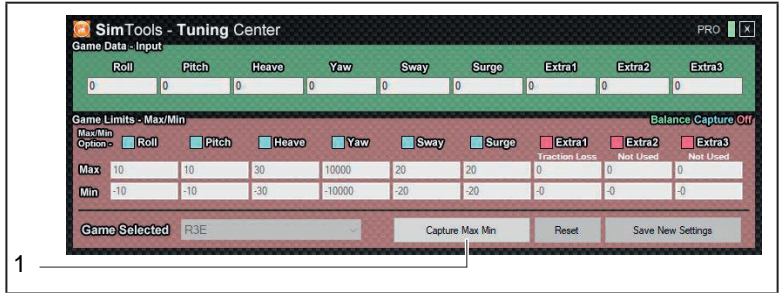 SimTools - Tuning Center PRO X
Game Data - Input
Roll Pitch Heave Yaw Sway Surge Extra1 Extra2 Extra3
0 0 0 0 0 0 0 0 0
Game Limits - Max/Min Balance Capture Off
Max/Min
Option - Roll Pitch Heave Yaw Sway Surge Extra1 Extra2 Extra3
Traction Loss Not Used Not Used
Max 10 10 30 10000 20 20 0 0 0
Min -10 -10 -30 -10000 -20 -20 -0 -0 -0
Game Selected R3E Capture Max Min Reset Save New Settings
1